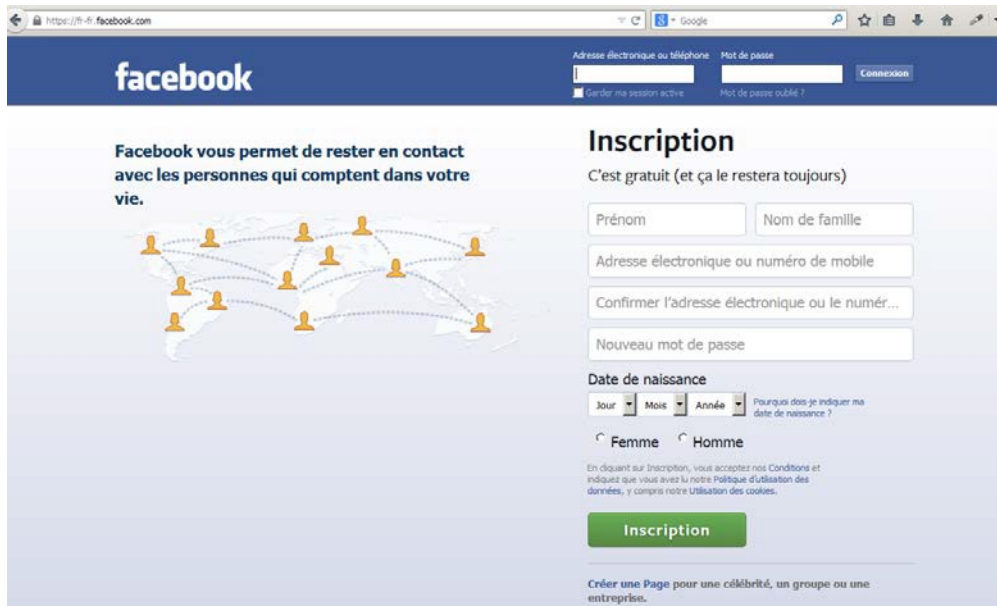 https://fr-fr.facebook.com
Google
facebook
Adresse électronique ou téléphone
Mot de passe
Connexion
Garder ma session active
Mot de passe oublié ?
Facebook vous permet de rester en contact
avec les personnes qui comptent dans votre
vie.
Inscription
C'est gratuit (et ça le restera toujours)
Prénom
Nom de famille
Adresse électronique ou numéro de mobile
Confirmer l'adresse électronique ou le numér...
Nouveau mot de passe
Date de naissance
Jour Mois Année
Pourquoi dois-je indiquer ma
date de naissance ?
Femme Homme
En cliquant sur Inscription, vous acceptez nos Conditions et
indiquez que vous avez lu notre Politique d'utilisation des
données, y compris notre Utilisation des cookies.
Inscription
Créer une Page pour une célébrité, un groupe ou une
entreprise.